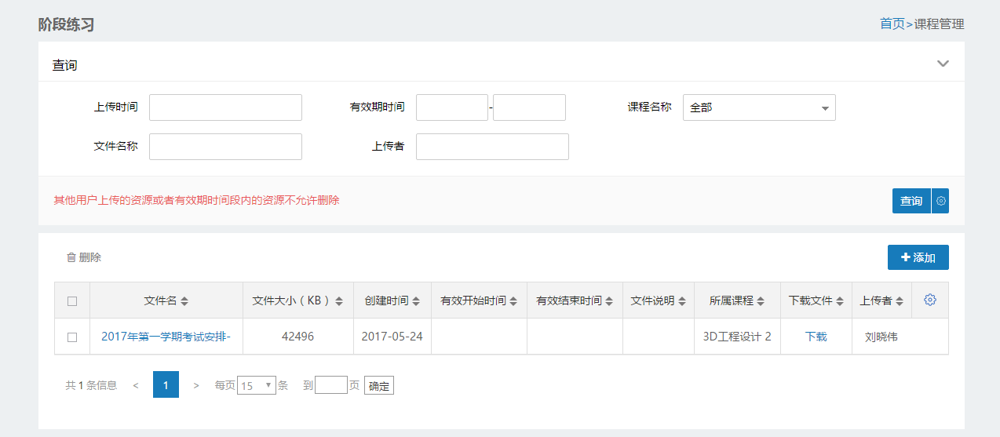 阶段练习
首页>课程管理
查询
上传时间 有效期时间 - 课程名称 全部
文件名称 上传者
其他用户上传的资源或者有效期时间段内的资源不允许删除 查询
删除 添加
文件名 文件大小（KB） 创建时间 有效开始时间 有效结束时间 文件说明 所属课程 下载文件 上传者
2017年第一学期考试安排- 42496 2017-05-24 3D工程设计 2 下载 刘晓伟
共 1 条信息 < 1 > 每页 15 条 到 页 确定